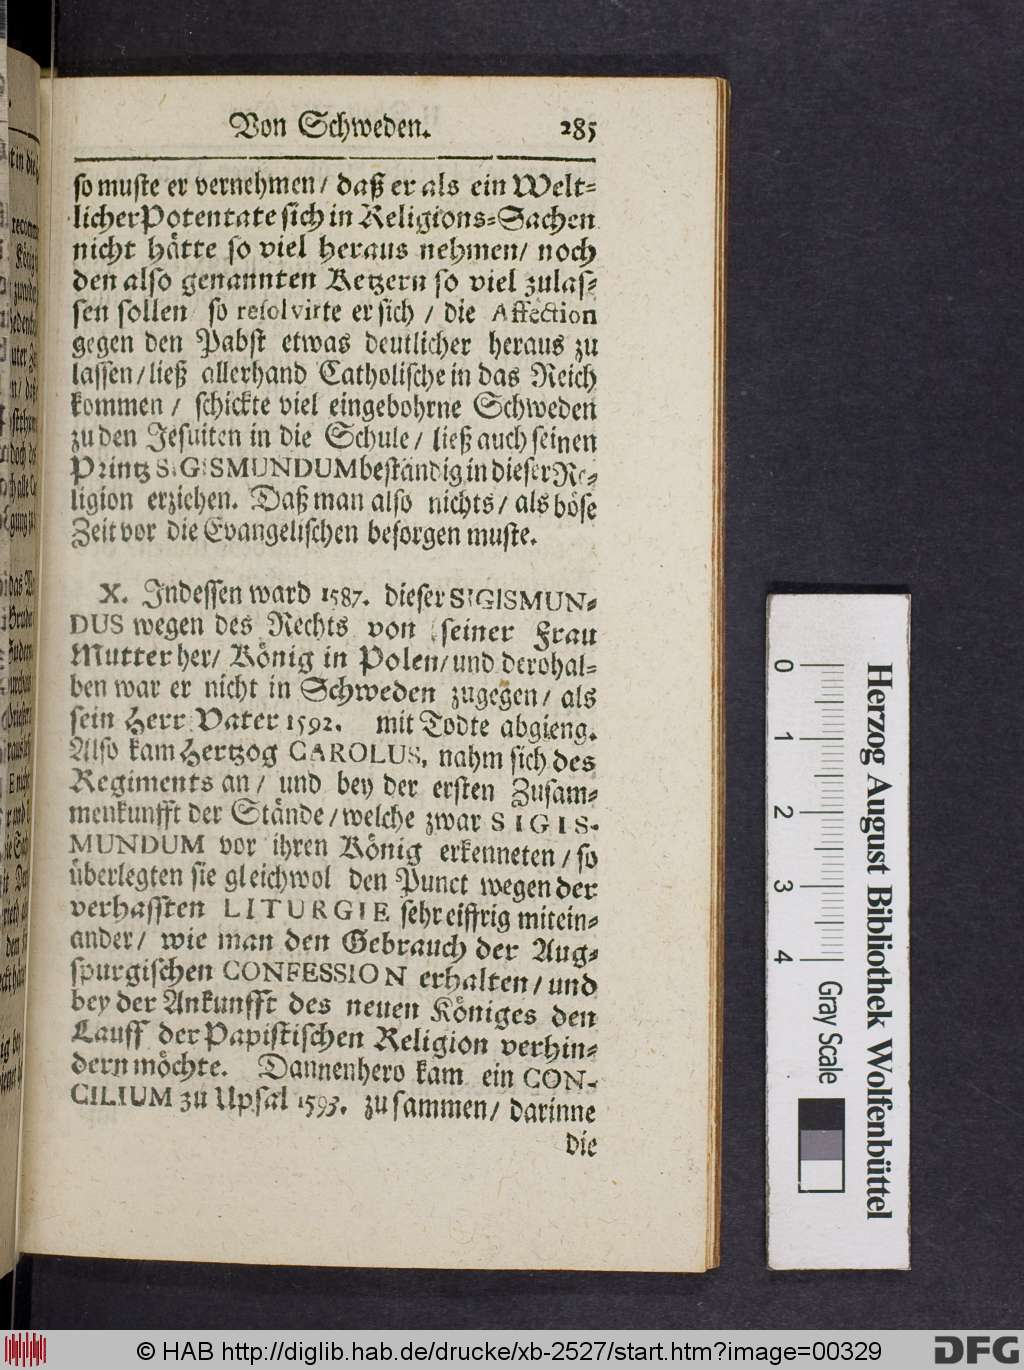 Von Schweden. 285
so muste er vernehmen/ daß er als ein Welt-
licher Potentate sich in Religions-Sachen
nicht hätte so viel heraus nehmen/ noch
den also genannten Ketzern so viel zulas-
sen sollen/ so resolvirte er sich/ die Affection
gegen den Pabst etwas deutlicher heraus zu
lassen/ ließ allerhand Catholische in das Reich
kommen/ schickte viel eingebohrne Schweden
zu den Jesuiten in die Schule/ ließ auch seinen
Printz SIGISMUNDUM beständig in dieser Re-
ligion erziehen. Daß man also nichts/ als böse
Zeit vor die Evangelischen besorgen muste.
X. Indessen ward 1587. dieser SIGISMUN-
DUS wegen des Rechts von seiner Frau
Mutter her/ König in Polen/ und derohal-
ben war er nicht in Schweden zugegen/ als
sein Herr Vater 1592. mit Todte abgieng.
Also kam Hertzog CAROLUS, nahm sich des
Regiments an/ und bey der ersten Zusam-
menkunfft der Stände/ welche zwar SIGIS-
MUNDUM vor ihren König erkenneten/ so
überlegten sie gleichwol den Punct wegen der
verhassten LITURGIE sehr eiffrig mitein-
ander/ wie man den Gebrauch der Aug-
spurgischen CONFESSION erhalten/ und
bey der Ankunfft des neuen Königes den
Lauff der Papistischen Religion verhin-
dern möchte. Dannenhero kam ein CON-
CILIUM zu Upsal 1593. zusammen/ darinne
die
0 1 2 3 4
Gray Scale
Herzog August Bibliothek Wolfenbüttel
© HAB http://diglib.hab.de/drucke/xb-2527/start.htm?image=00329
DFG